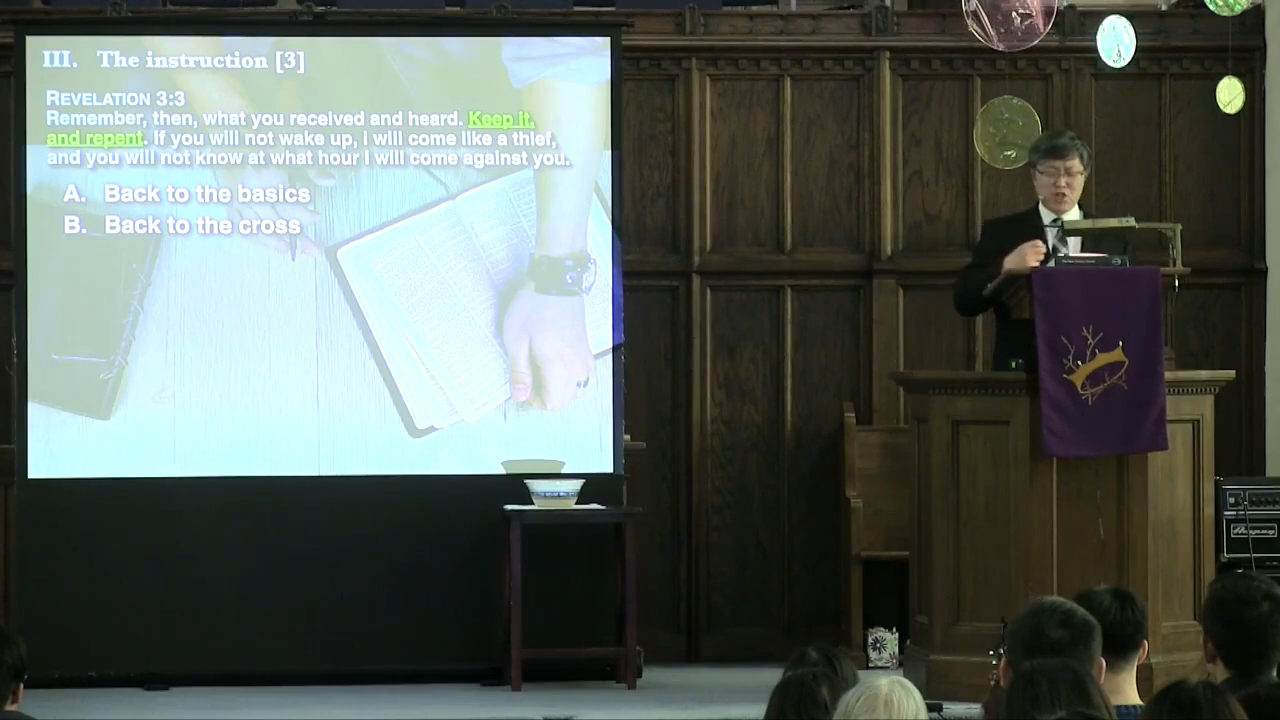 III. The instruction [3]
REVELATION 3:3
Remember, then, what you received and heard. Keep it,
and repent. If you will not wake up, I will come like a thief,
and you will not know at what hour I will come against you.
A. Back to the basics
B. Back to the cross
Ampeg